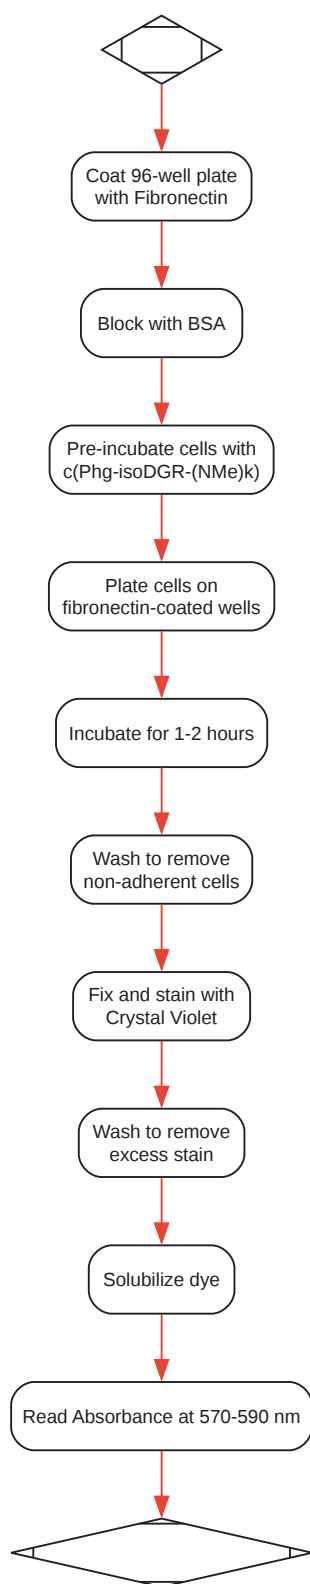 Coat 96-well plate
with Fibronectin
Block with BSA
Pre-incubate cells with
c(Phg-isoDGR-(NMe)k)
Plate cells on
fibronectin-coated wells
Incubate for 1-2 hours
Wash to remove
non-adherent cells
Fix and stain with
Crystal Violet
Wash to remove
excess stain
Solubilize dye
Read Absorbance at 570-590 nm